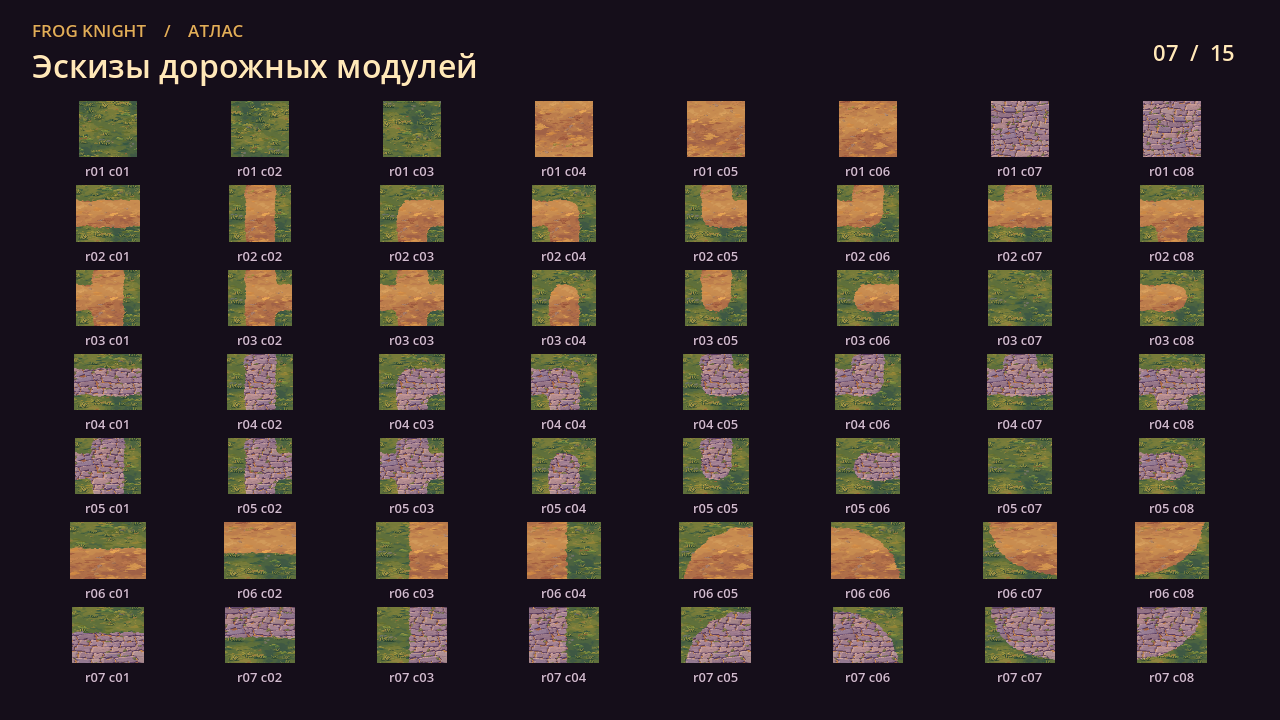 FROG KNIGHT / АТЛАС
Эскизы дорожных модулей
07 / 15
r01 c01 r01 c02 r01 c03 r01 c04 r01 c05 r01 c06 r01 c07 r01 c08
r02 c01 r02 c02 r02 c03 r02 c04 r02 c05 r02 c06 r02 c07 r02 c08
r03 c01 r03 c02 r03 c03 r03 c04 r03 c05 r03 c06 r03 c07 r03 c08
r04 c01 r04 c02 r04 c03 r04 c04 r04 c05 r04 c06 r04 c07 r04 c08
r05 c01 r05 c02 r05 c03 r05 c04 r05 c05 r05 c06 r05 c07 r05 c08
r06 c01 r06 c02 r06 c03 r06 c04 r06 c05 r06 c06 r06 c07 r06 c08
r07 c01 r07 c02 r07 c03 r07 c04 r07 c05 r07 c06 r07 c07 r07 c08